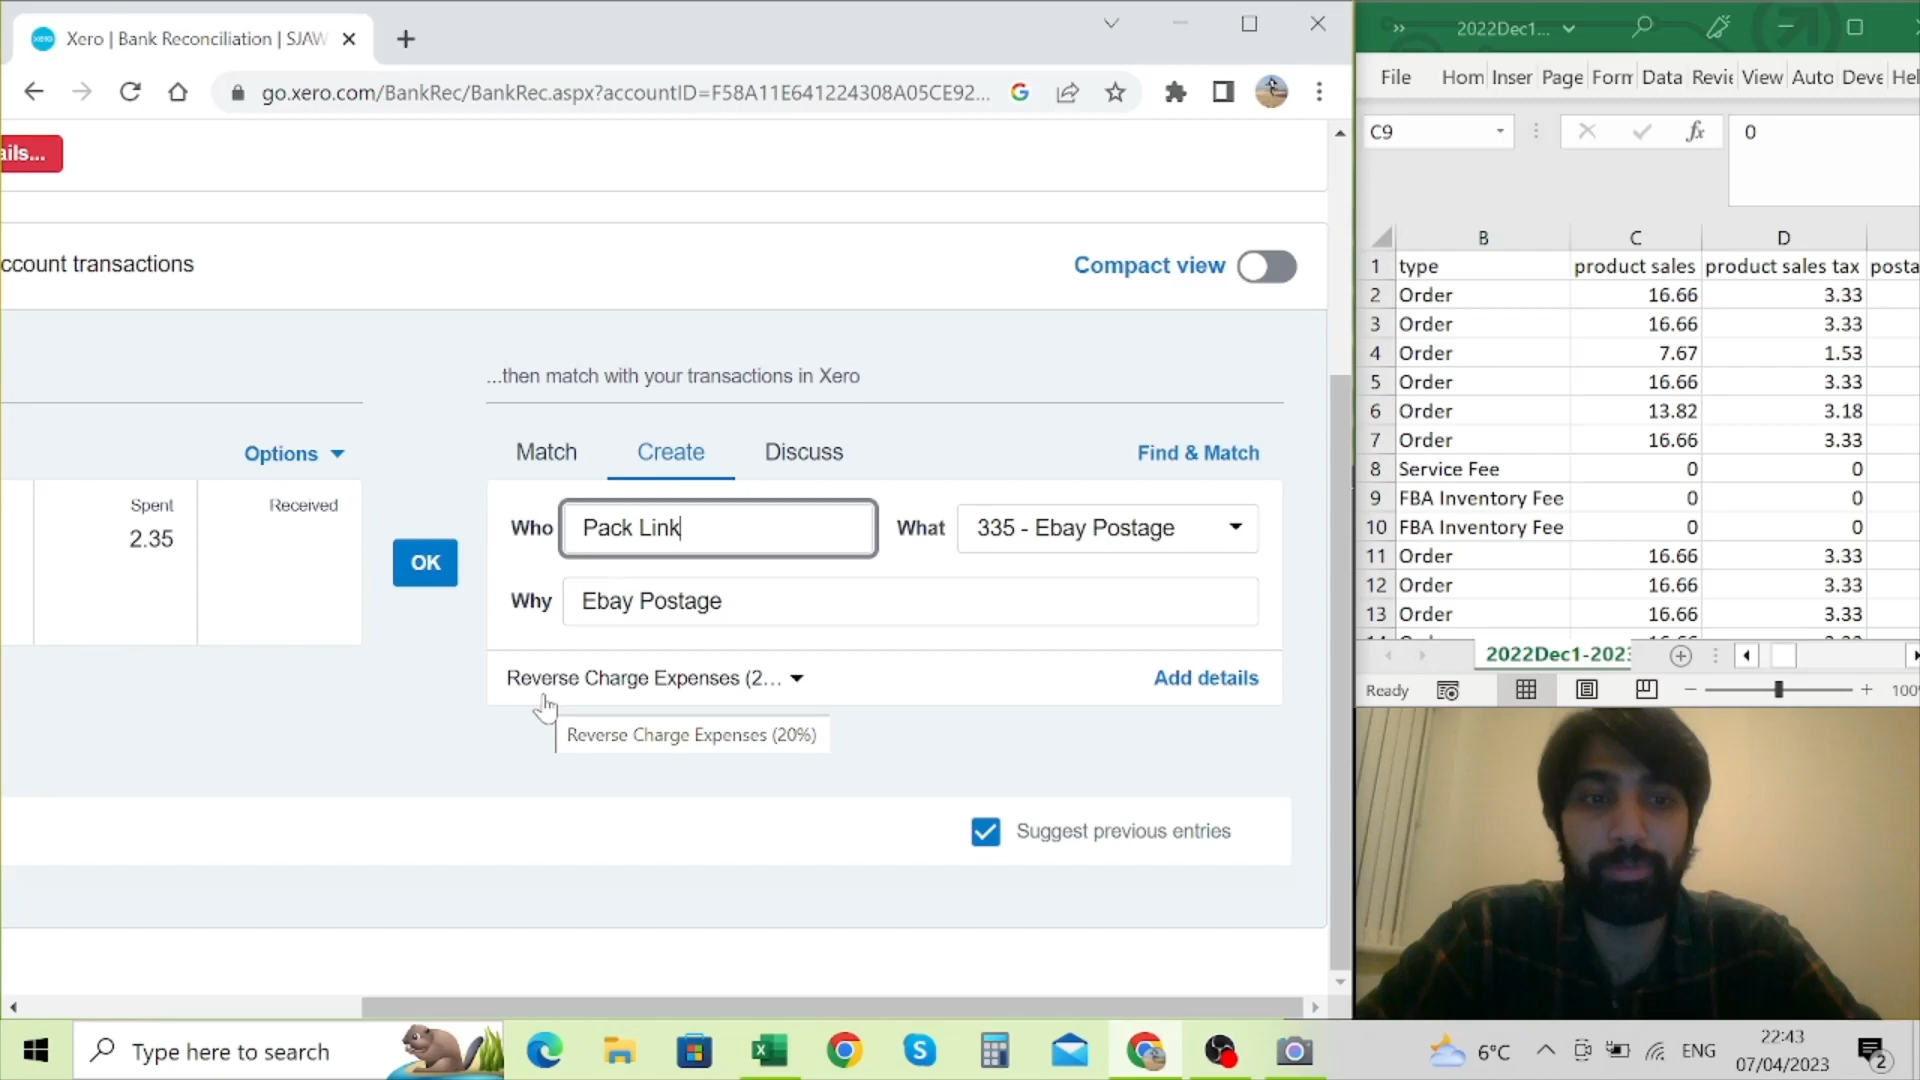 Xero | Bank Reconciliation | SJAW
go.xero.com/BankRec/BankRec.aspx?accountID=F58A11E641224308A05CE92...
ails...
ccount transactions
Compact view
...then match with your transactions in Xero
Options
Match
Create
Discuss
Find & Match
Spent
2.35
Received
OK
Who
Pack Link
What
335 - Ebay Postage
Why
Ebay Postage
Reverse Charge Expenses (2...
Add details
Reverse Charge Expenses (20%)
Suggest previous entries
2022Dec1...
File Hom Inser Page Form Data Revie View Auto Deve Hel
C9
fx
0
B C D
1 type product sales product sales tax posta
2 Order 16.66 3.33
3 Order 16.66 3.33
4 Order 7.67 1.53
5 Order 16.66 3.33
6 Order 13.82 3.18
7 Order 16.66 3.33
8 Service Fee 0 0
9 FBA Inventory Fee 0 0
10 FBA Inventory Fee 0 0
11 Order 16.66 3.33
12 Order 16.66 3.33
13 Order 16.66 3.33
2022Dec1-2023
Ready
100%
Type here to search
6°C
ENG
22:43
07/04/2023
2